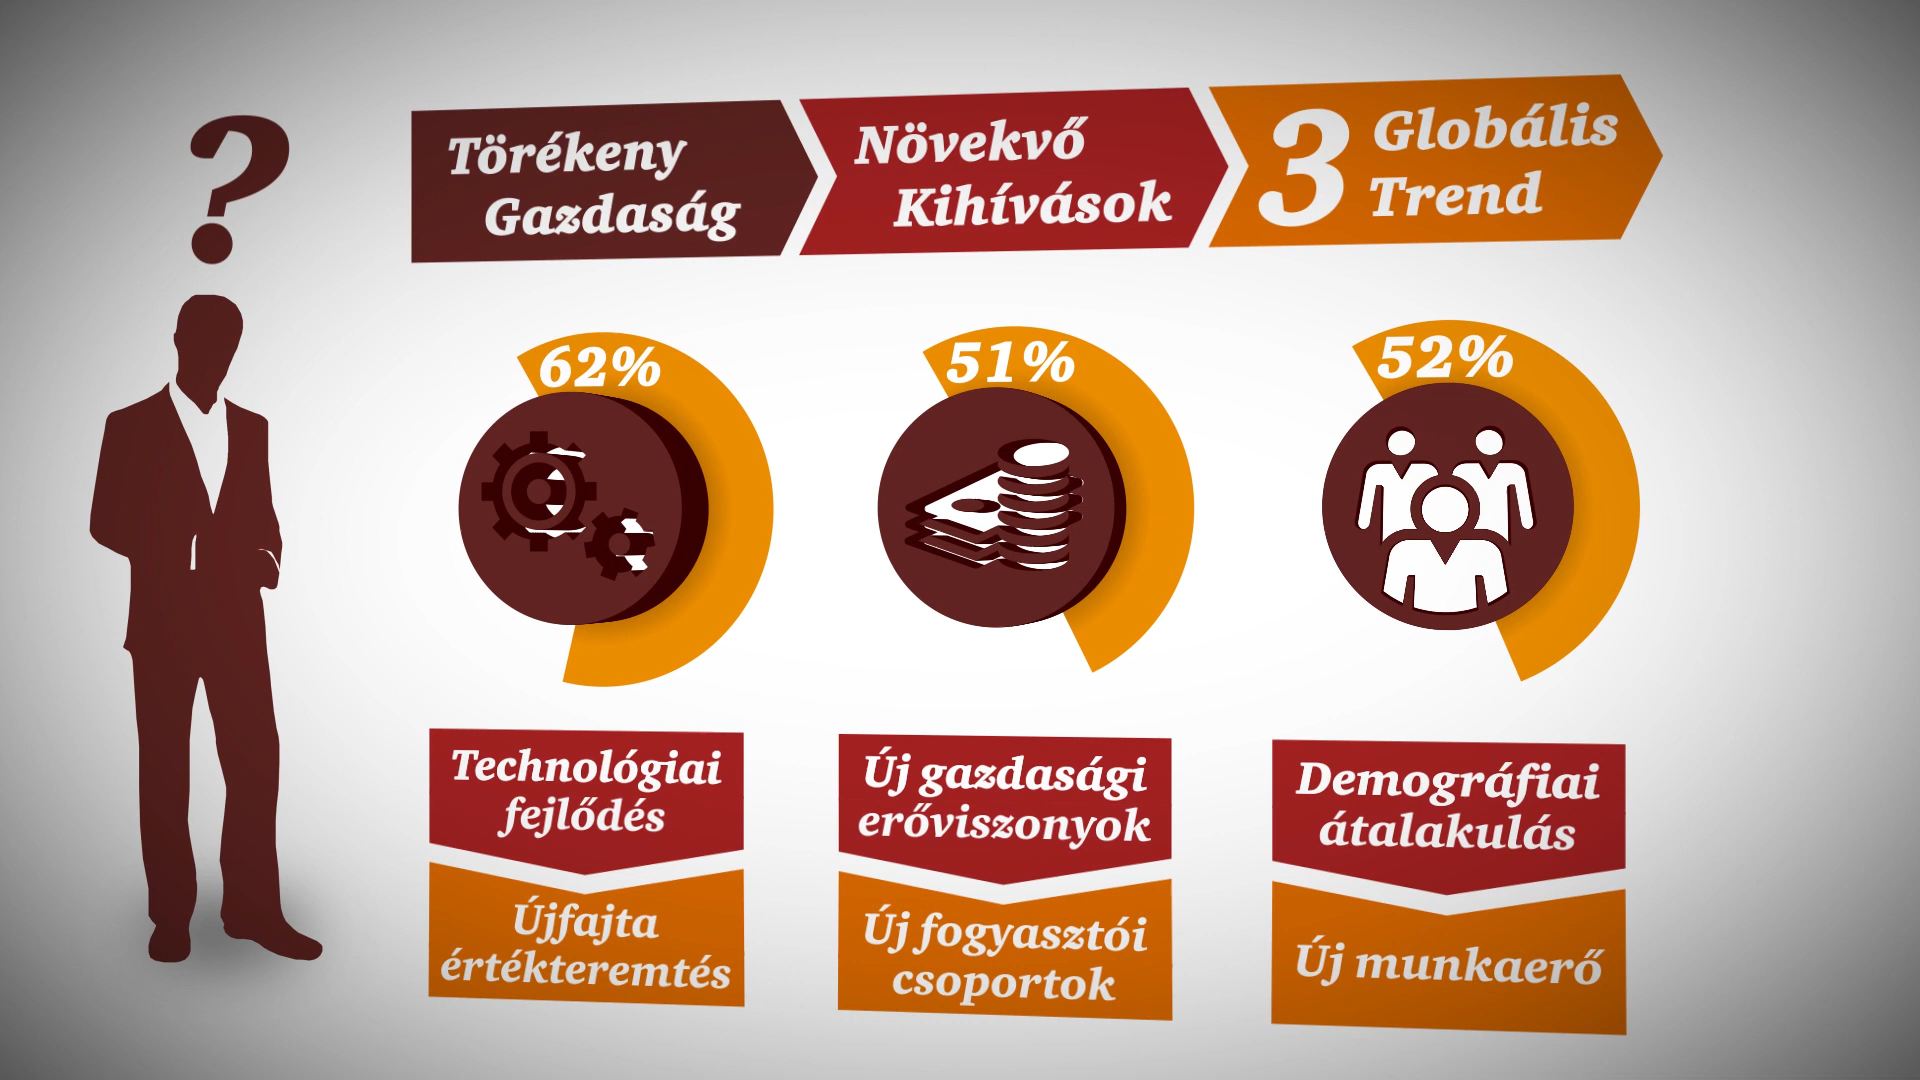 ?
Törékeny
Gazdaság
Növekvő
Kihívások
3 Globális
Trend
62%
51%
52%
Technológiai
fejlődés
Újfajta
értékteremtés
Új gazdasági
erőviszonyok
Új fogyasztói
csoportok
Demográfiai
átalakulás
Új munkaerő